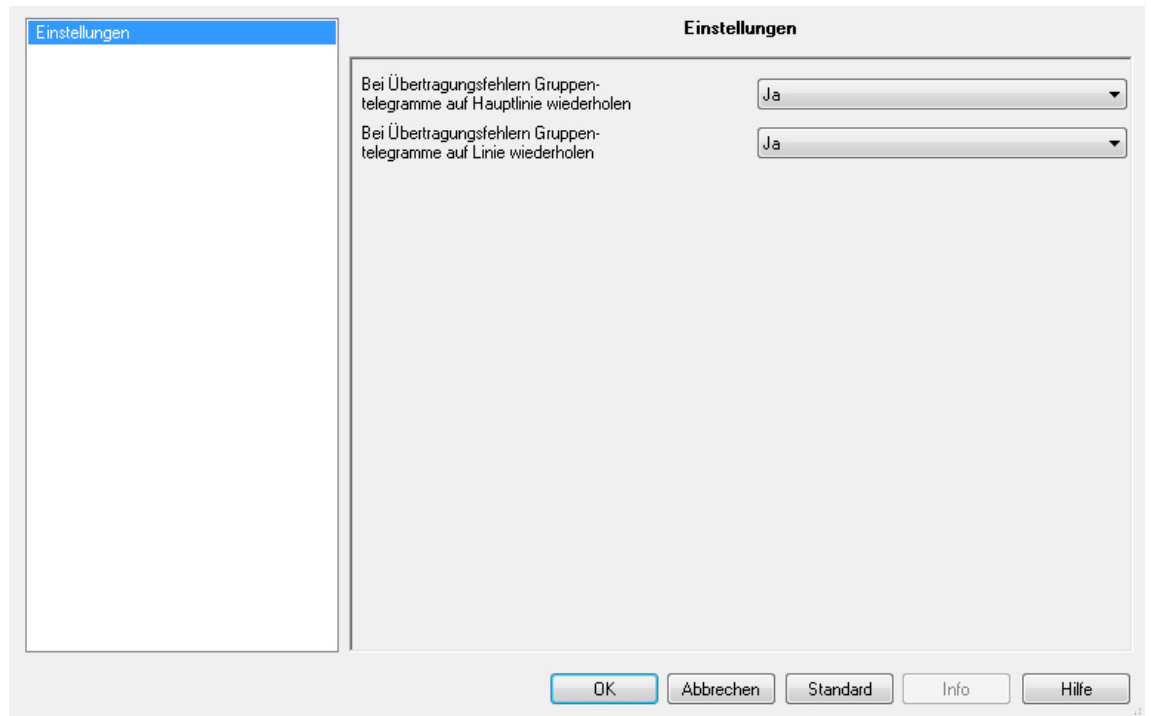 Einstellungen
Einstellungen
Bei Übertragungsfehlern Gruppen-
telegramme auf Hauptlinie wiederholen
Ja
Bei Übertragungsfehlern Gruppen-
telegramme auf Linie wiederholen
Ja
OK
Abbrechen
Standard
Info
Hilfe